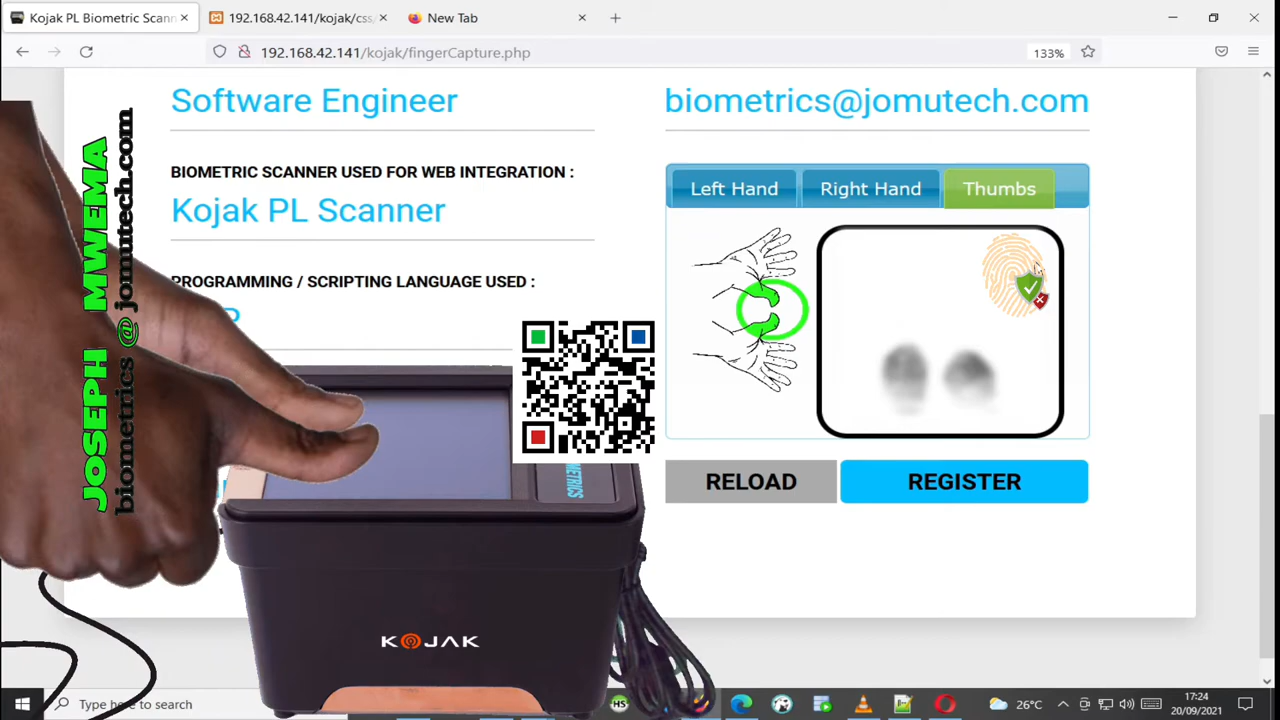 Kojak PL Biometric Scann
192.168.42.141/kojak/css/
New Tab
192.168.42.141/kojak/fingerCapture.php
133%
Software Engineer
biometrics@jomutech.com
BIOMETRIC SCANNER USED FOR WEB INTEGRATION :
Kojak PL Scanner
PROGRAMMING / SCRIPTING LANGUAGE USED :
P
Left Hand
Right Hand
Thumbs
RELOAD
REGISTER
JOSEPH MWEMA
biometrics @ jomutech.com
KOJAK
Type here to search
HS
26°C
17:24
20/09/2021